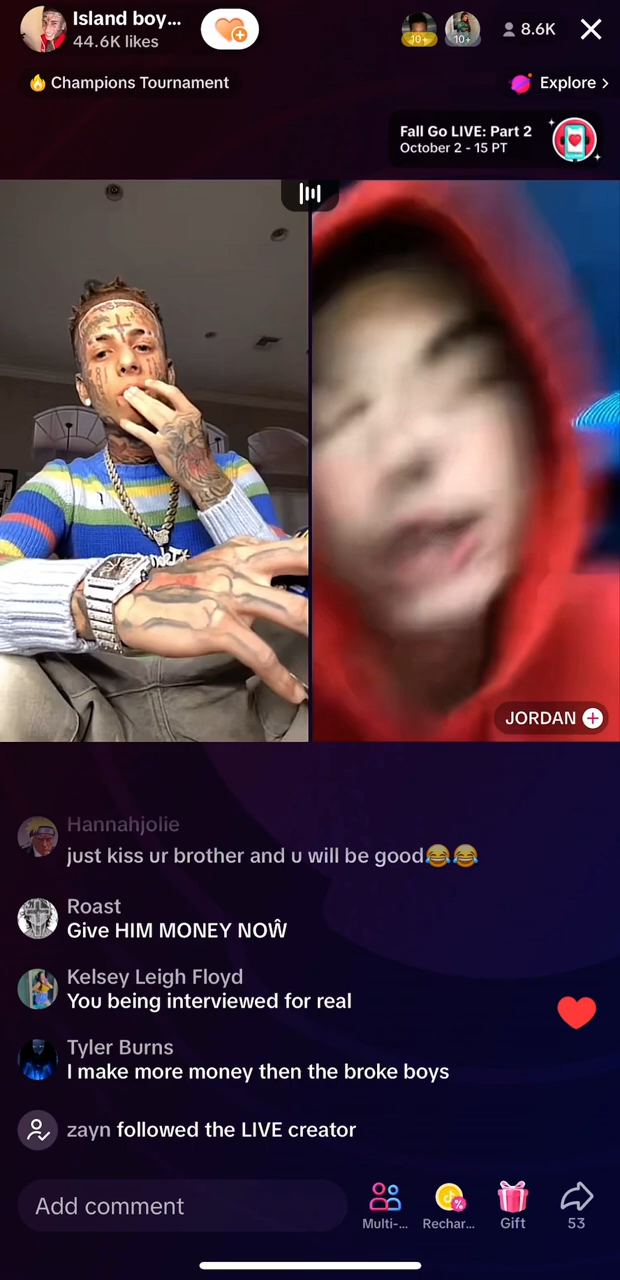 Island boy...
44.6K likes
10+
10+
8.6K
Champions Tournament
Explore >
Fall Go LIVE: Part 2
October 2 - 15 PT
JORDAN
Hannahjolie
just kiss ur brother and u will be good😂😂
Roast
Give HIM MONEY NOŴ
Kelsey Leigh Floyd
You being interviewed for real
Tyler Burns
I make more money then the broke boys
zayn followed the LIVE creator
Add comment
Multi-...
Rechar...
Gift
53